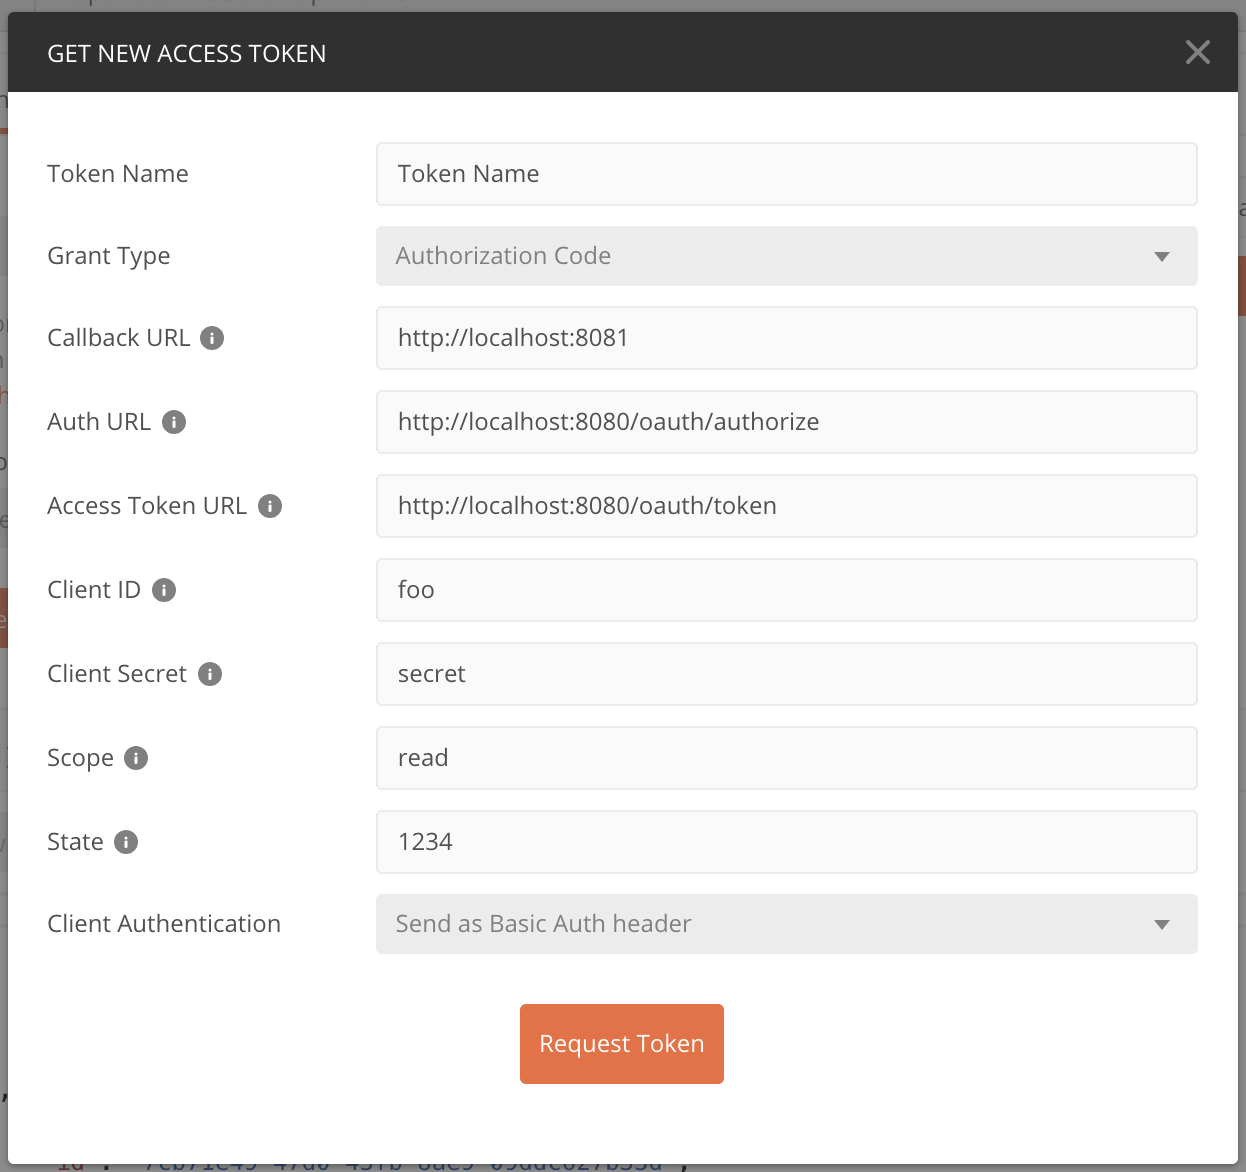 GET NEW ACCESS TOKEN
Token Name
Token Name
Grant Type
Authorization Code
Callback URL
http://localhost:8081
Auth URL
http://localhost:8080/oauth/authorize
Access Token URL
http://localhost:8080/oauth/token
Client ID
foo
Client Secret
secret
Scope
read
State
1234
Client Authentication
Send as Basic Auth header
Request Token